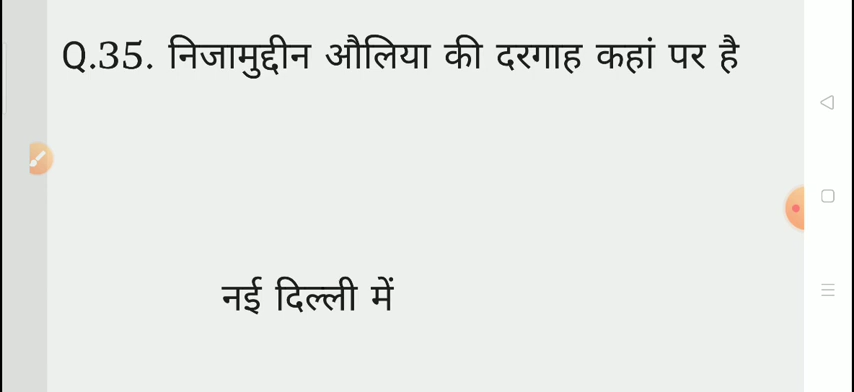 Q.35. निजामुद्दीन औलिया की दरगाह कहां पर है
नई दिल्ली में